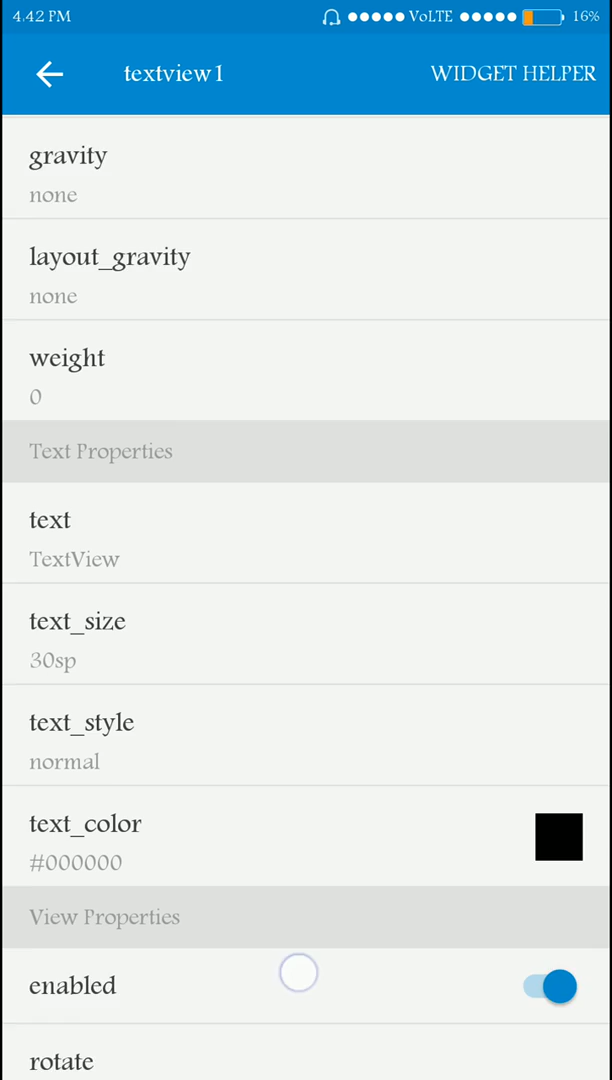 4.42 PM VoLTE 16%
textview1 WIDGET HELPER
gravity
none
layout_gravity
none
weight
0
Text Properties
text
TextView
text_size
30sp
text_style
normal
text_color
#000000
View Properties
enabled
rotate